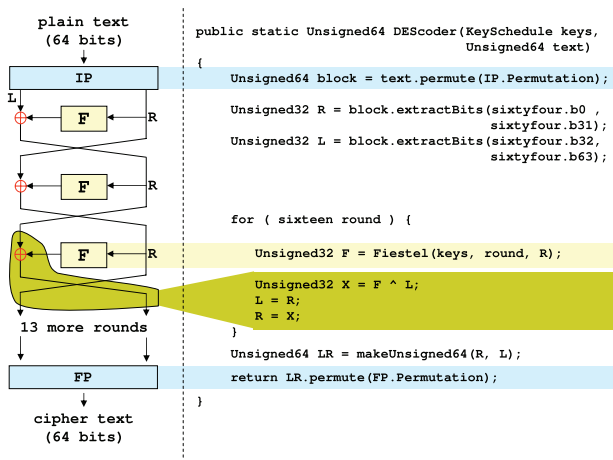 plain text
(64 bits)
IP
L
F
R
F
R
F
R
13 more rounds
FP
cipher text
(64 bits)
public static Unsigned64 DEScoder(KeySchedule keys,
Unsigned64 text)
{
Unsigned64 block = text.permute(IP.Permutation);
Unsigned32 R = block.extractBits(sixtyfour.b0 ,
sixtyfour.b31);
Unsigned32 L = block.extractBits(sixtyfour.b32,
sixtyfour.b63);
for ( sixteen round ) {
Unsigned32 F = Fiestel(keys, round, R);
Unsigned32 X = F ^ L;
L = R;
R = X;
}
Unsigned64 LR = makeUnsigned64(R, L);
return LR.permute(FP.Permutation);
}